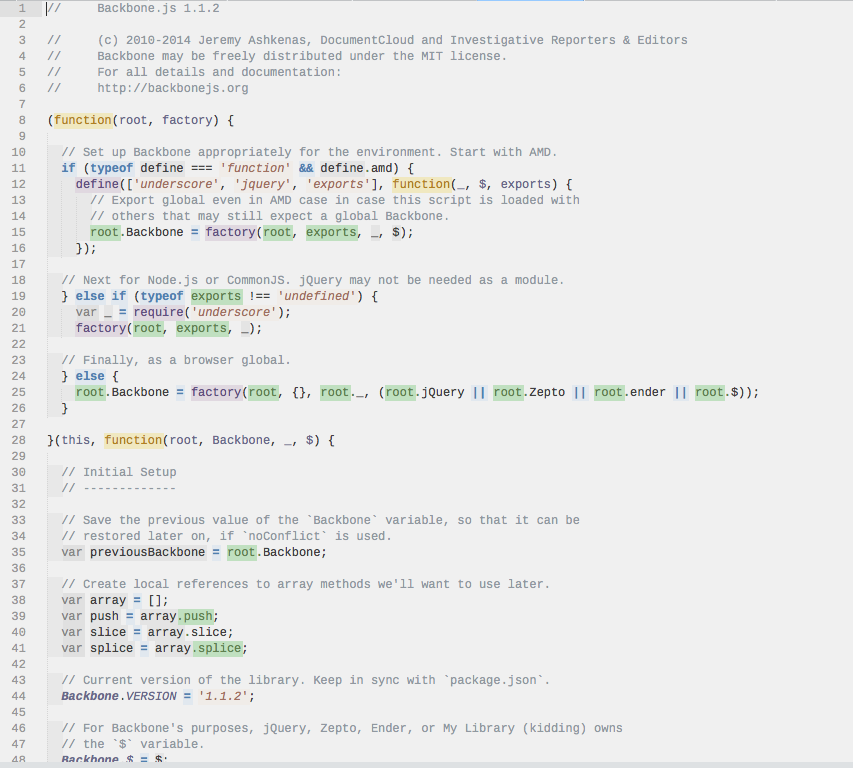 1 //     Backbone.js 1.1.2
2
3 //     (c) 2010-2014 Jeremy Ashkenas, DocumentCloud and Investigative Reporters & Editors
4 //     Backbone may be freely distributed under the MIT license.
5 //     For all details and documentation:
6 //     http://backbonejs.org
7
8 (function(root, factory) {
9
10   // Set up Backbone appropriately for the environment. Start with AMD.
11   if (typeof define === 'function' && define.amd) {
12     define(['underscore', 'jquery', 'exports'], function(_, $, exports) {
13       // Export global even in AMD case in case this script is loaded with
14       // others that may still expect a global Backbone.
15       root.Backbone = factory(root, exports, _, $);
16     });
17
18   // Next for Node.js or CommonJS. jQuery may not be needed as a module.
19   } else if (typeof exports !== 'undefined') {
20     var _ = require('underscore');
21     factory(root, exports, _);
22
23   // Finally, as a browser global.
24   } else {
25     root.Backbone = factory(root, {}, root._, (root.jQuery || root.Zepto || root.ender || root.$));
26   }
27
28 }(this, function(root, Backbone, _, $) {
29
30   // Initial Setup
31   // -------------
32
33   // Save the previous value of the `Backbone` variable, so that it can be
34   // restored later on, if `noConflict` is used.
35   var previousBackbone = root.Backbone;
36
37   // Create local references to array methods we'll want to use later.
38   var array = [];
39   var push = array.push;
40   var slice = array.slice;
41   var splice = array.splice;
42
43   // Current version of the library. Keep in sync with `package.json`.
44   Backbone.VERSION = '1.1.2';
45
46   // For Backbone's purposes, jQuery, Zepto, Ender, or My Library (kidding) owns
47   // the `$` variable.
48   Backbone.$ = $;